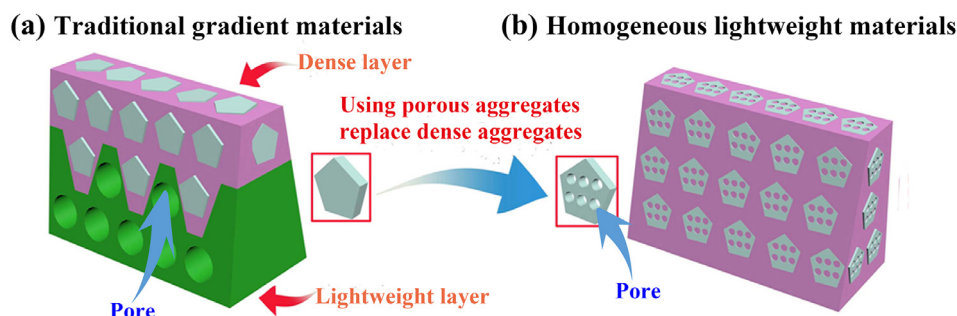 (a) Traditional gradient materials
(b) Homogeneous lightweight materials
Dense layer
Using porous aggregates
replace dense aggregates
Pore
Lightweight layer
Pore